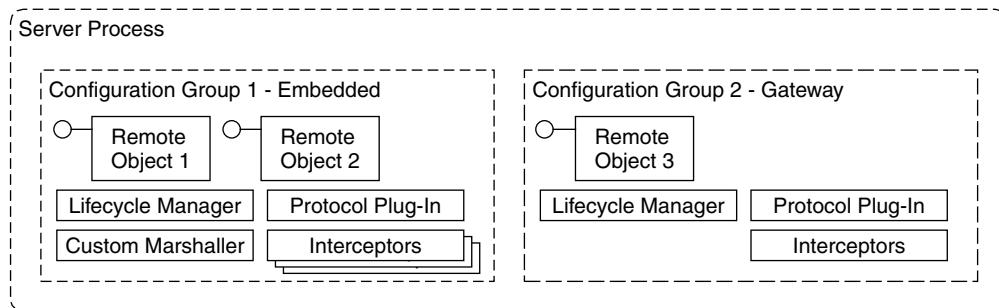 Server Process
Configuration Group 1 - Embedded
Remote
Object 1
Remote
Object 2
Lifecycle Manager
Protocol Plug-In
Custom Marshaller
Interceptors
Configuration Group 2 - Gateway
Remote
Object 3
Lifecycle Manager
Protocol Plug-In
Interceptors